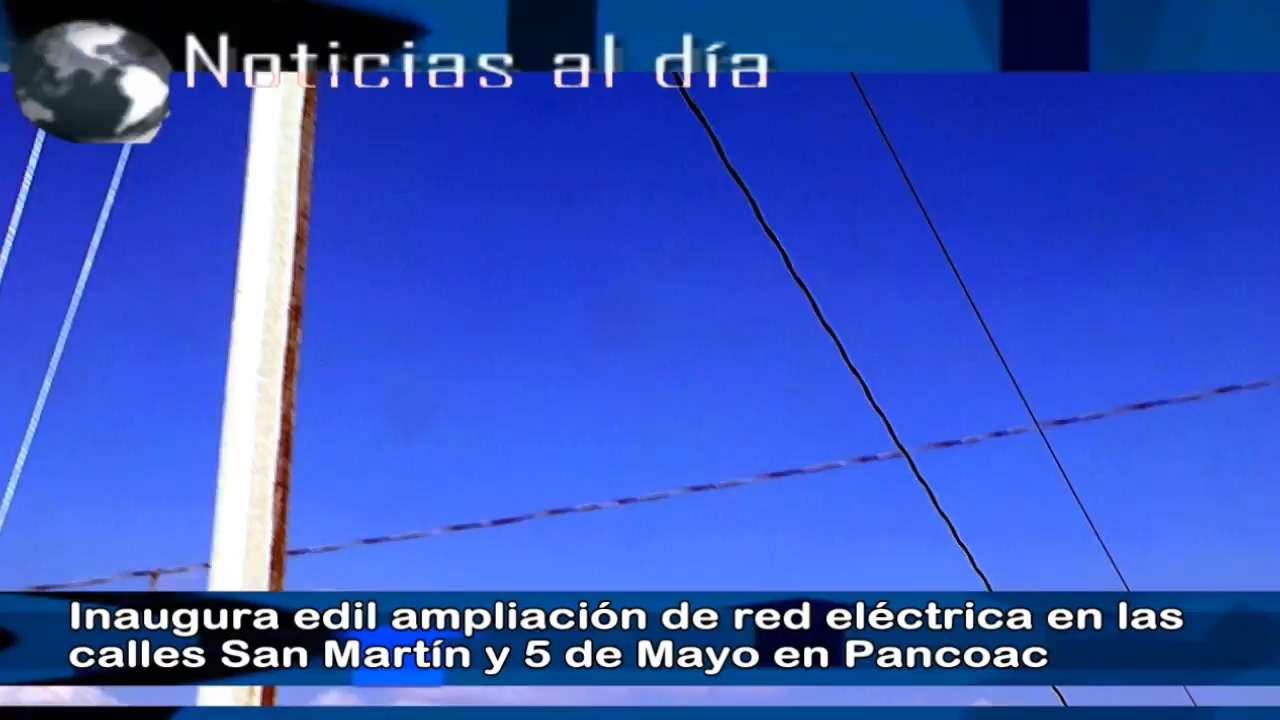 Noticias al día
Inaugura edil ampliación de red eléctrica en las
calles San Martín y 5 de Mayo en Pancoac